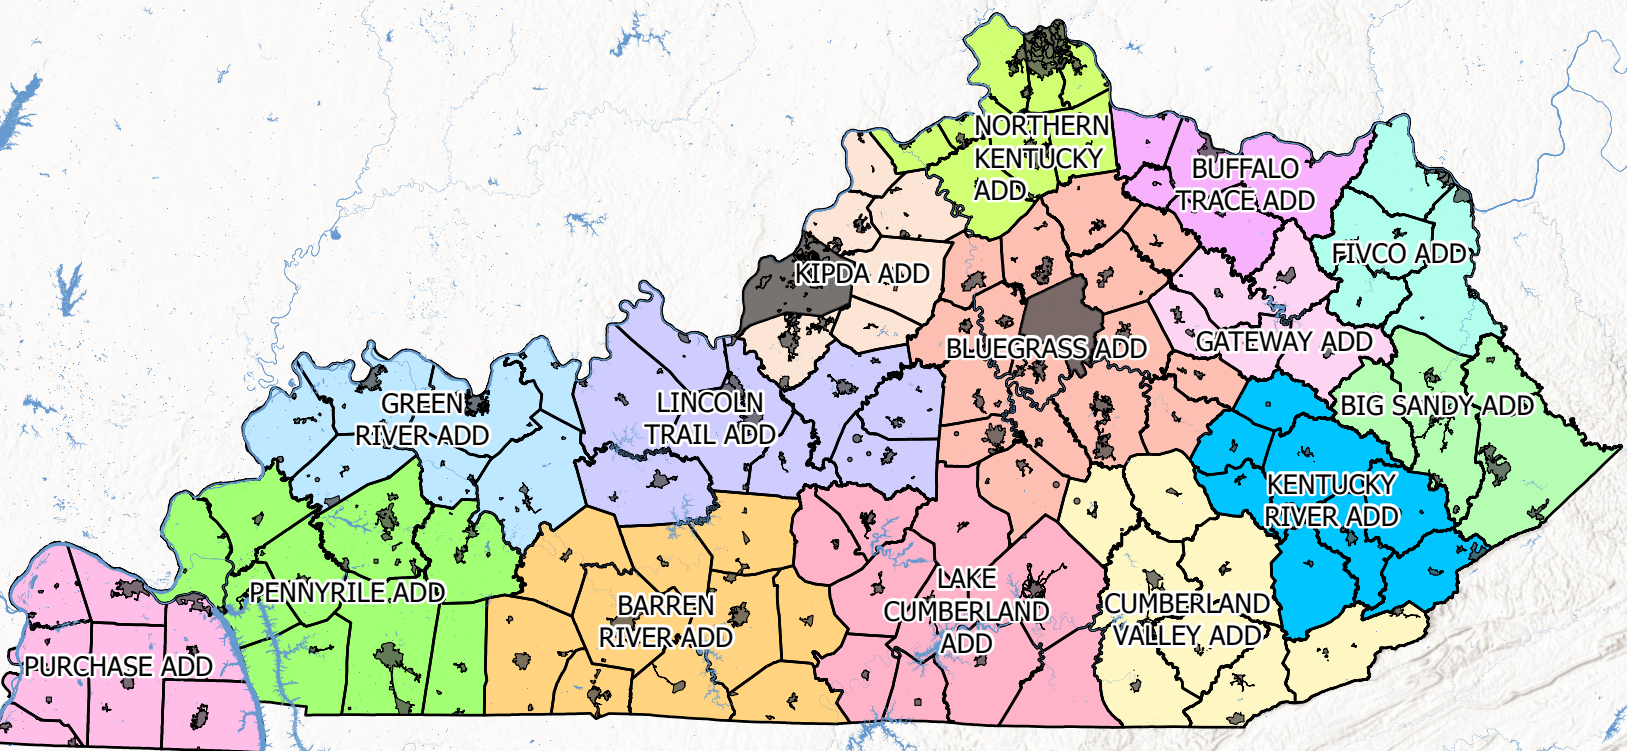 NORTHERN
KENTUCKY
ADD
BUFFALO
TRACE ADD
FIVCO ADD
KIPDA ADD
BLUEGRASS ADD
GATEWAY ADD
GREEN
RIVER ADD
LINCOLN
TRAIL ADD
BIG SANDY ADD
KENTUCKY
RIVER ADD
PENNYRILE ADD
BARREN
RIVER ADD
LAKE
CUMBERLAND
ADD
CUMBERLAND
VALLEY ADD
PURCHASE ADD